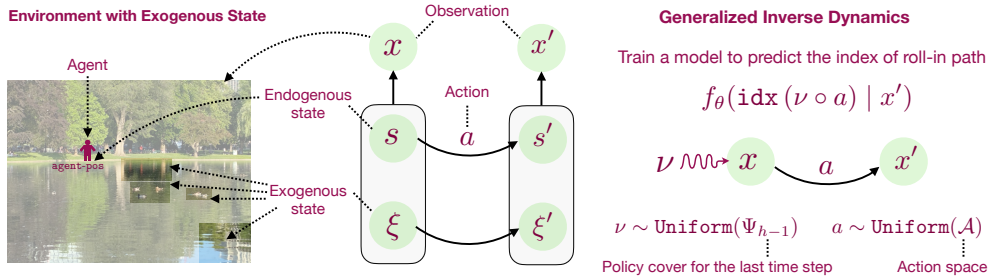 Environment with Exogenous State
Agent
agent-pos
Observation
x
x′
Endogenous
state
Action
s
a
s′
Exogenous
state
ξ
ξ′
Generalized Inverse Dynamics
Train a model to predict the index of roll-in path
f_θ(idx (ν ∘ a) | x′)
ν
x
a
x′
ν ∼ Uniform(Ψ_{h−1})
a ∼ Uniform(𝒜)
Policy cover for the last time step
Action space